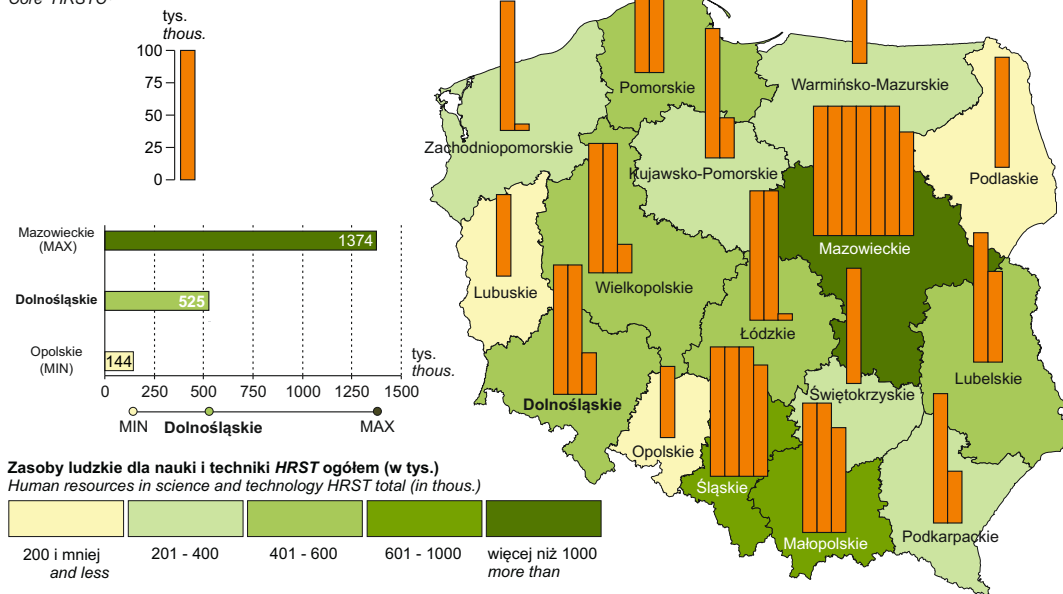 tys.
thous.
100
75
50
25
0
Mazowieckie
(MAX)
1374
Dolnośląskie
525
Opolskie
(MIN)
144
tys.
thous.
0 250 500 750 1000 1250 1500
MIN Dolnośląskie MAX
Zasoby ludzkie dla nauki i techniki HRST ogółem (w tys.)
Human resources in science and technology HRST total (in thous.)
200 i mniej
and less
201 - 400
401 - 600
601 - 1000
więcej niż 1000
more than
Pomorskie
Warmińsko-Mazurskie
Zachodniopomorskie
Kujawsko-Pomorskie
Podlaskie
Mazowieckie
Lubuskie
Wielkopolskie
Łódzkie
Lubelskie
Dolnośląskie
Świętokrzyskie
Opolskie
Śląskie
Małopolskie
Podkarpackie